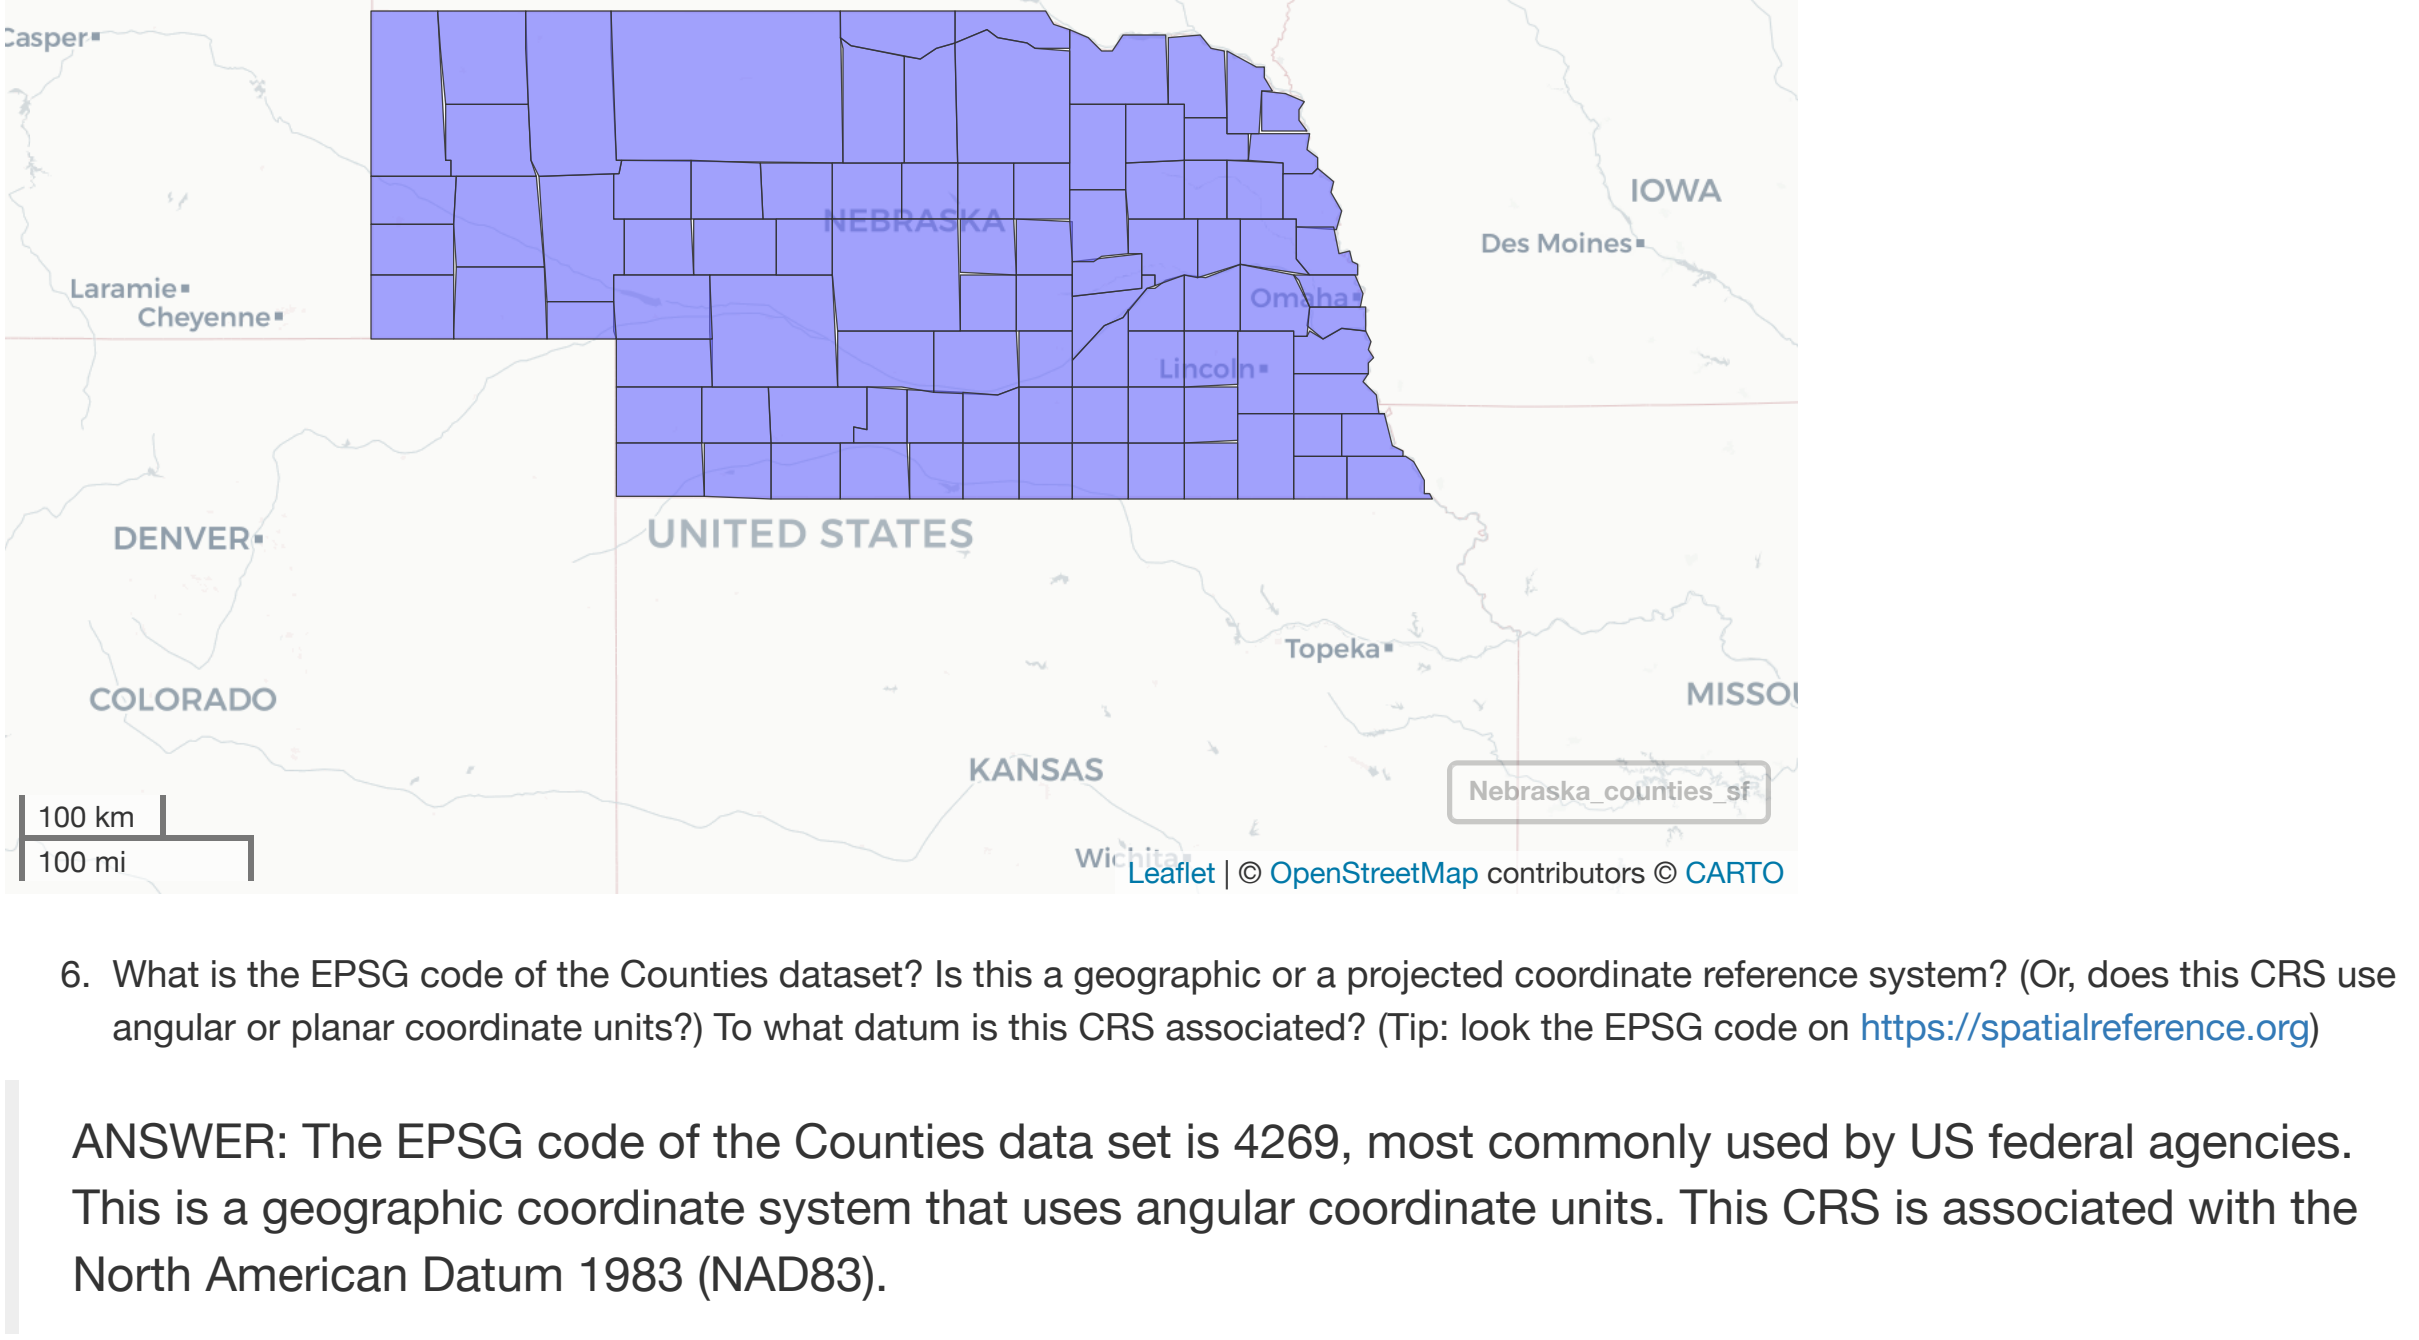 Casper
NEBRASKA
IOWA
Des Moines
Laramie
Cheyenne
Omaha
Lincoln
DENVER
UNITED STATES
Topeka
COLORADO
MISSOU
KANSAS
Nebraska_counties_sf
100 km
100 mi
Wichita
Leaflet | © OpenStreetMap contributors © CARTO
6. What is the EPSG code of the Counties dataset? Is this a geographic or a projected coordinate reference system? (Or, does this CRS use
angular or planar coordinate units?) To what datum is this CRS associated? (Tip: look the EPSG code on https://spatialreference.org)
ANSWER: The EPSG code of the Counties data set is 4269, most commonly used by US federal agencies.
This is a geographic coordinate system that uses angular coordinate units. This CRS is associated with the
North American Datum 1983 (NAD83).